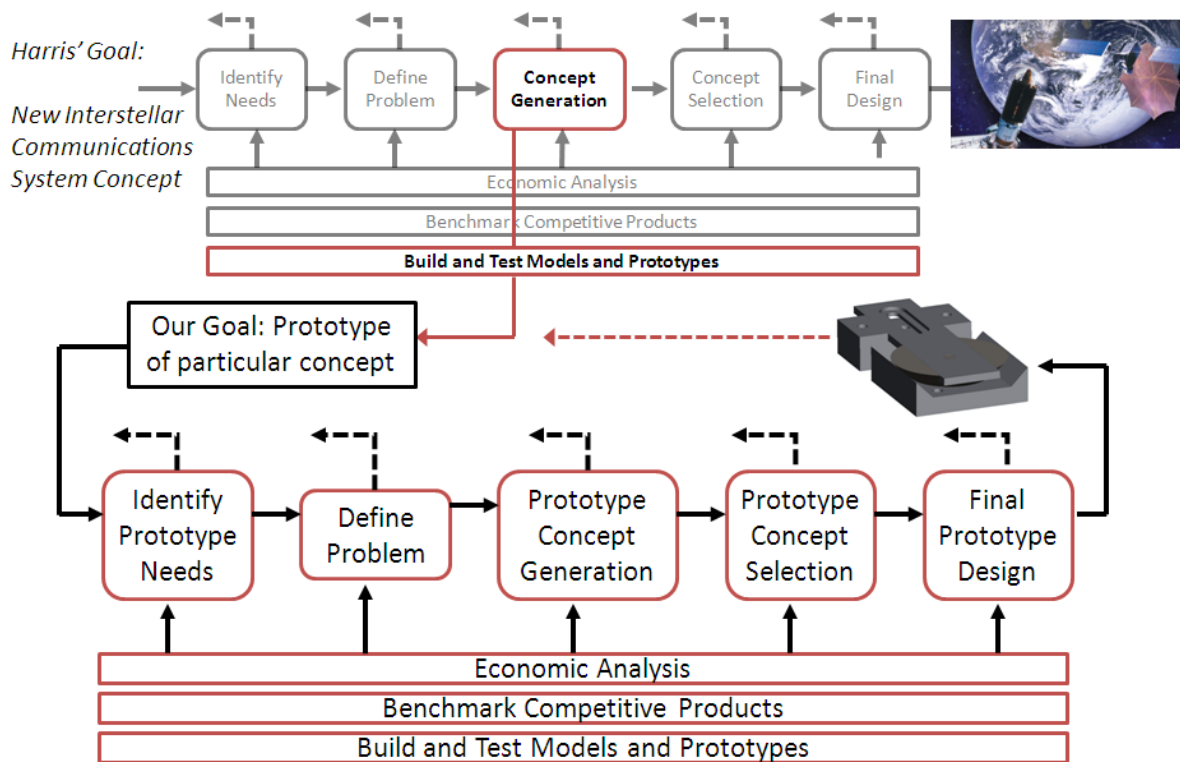 Harris’ Goal:
New Interstellar
Communications
System Concept
Identify
Needs
Define
Problem
Concept
Generation
Concept
Selection
Final
Design
Economic Analysis
Benchmark Competitive Products
Build and Test Models and Prototypes
Our Goal: Prototype
of particular concept
Identify
Prototype
Needs
Define
Problem
Prototype
Concept
Generation
Prototype
Concept
Selection
Final
Prototype
Design
Economic Analysis
Benchmark Competitive Products
Build and Test Models and Prototypes